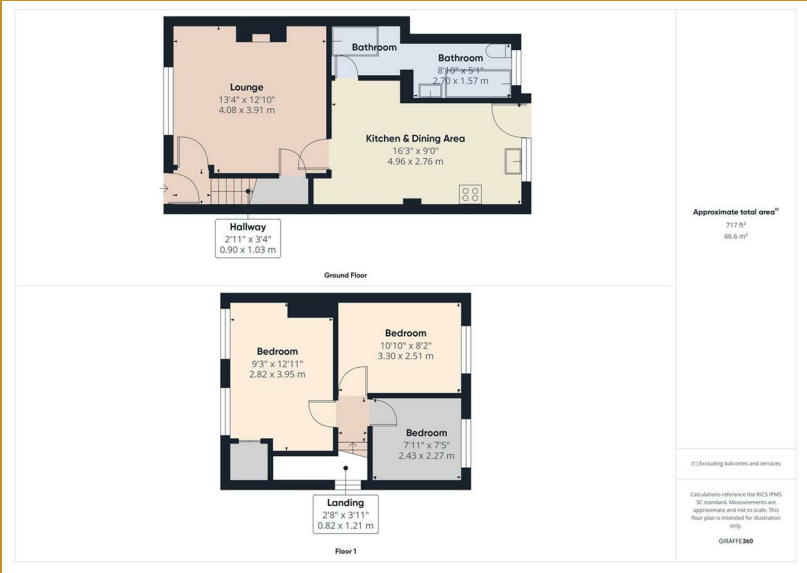 Bathroom
Bathroom
8'10" x 5'1"
2.70 x 1.57 m
Lounge
13'4" x 12'10"
4.08 x 3.91 m
Kitchen & Dining Area
16'3" x 9'0"
4.96 x 2.76 m
Hallway
2'11" x 3'4"
0.90 x 1.03 m
Ground Floor
Approximate total area⁽¹⁾
717 ft²
66.6 m²
Bedroom
9'3" x 12'11"
2.82 x 3.95 m
Bedroom
10'10" x 8'2"
3.30 x 2.51 m
Bedroom
7'11" x 7'5"
2.43 x 2.27 m
Landing
2'8" x 3'11"
0.82 x 1.21 m
Floor 1
(1) Excluding balconies and terraces
Calculations reference the RICS IPMS
3C standard. Measurements are
approximate and not to scale. This
floor plan is intended for illustration
only.
GIRAFFE360